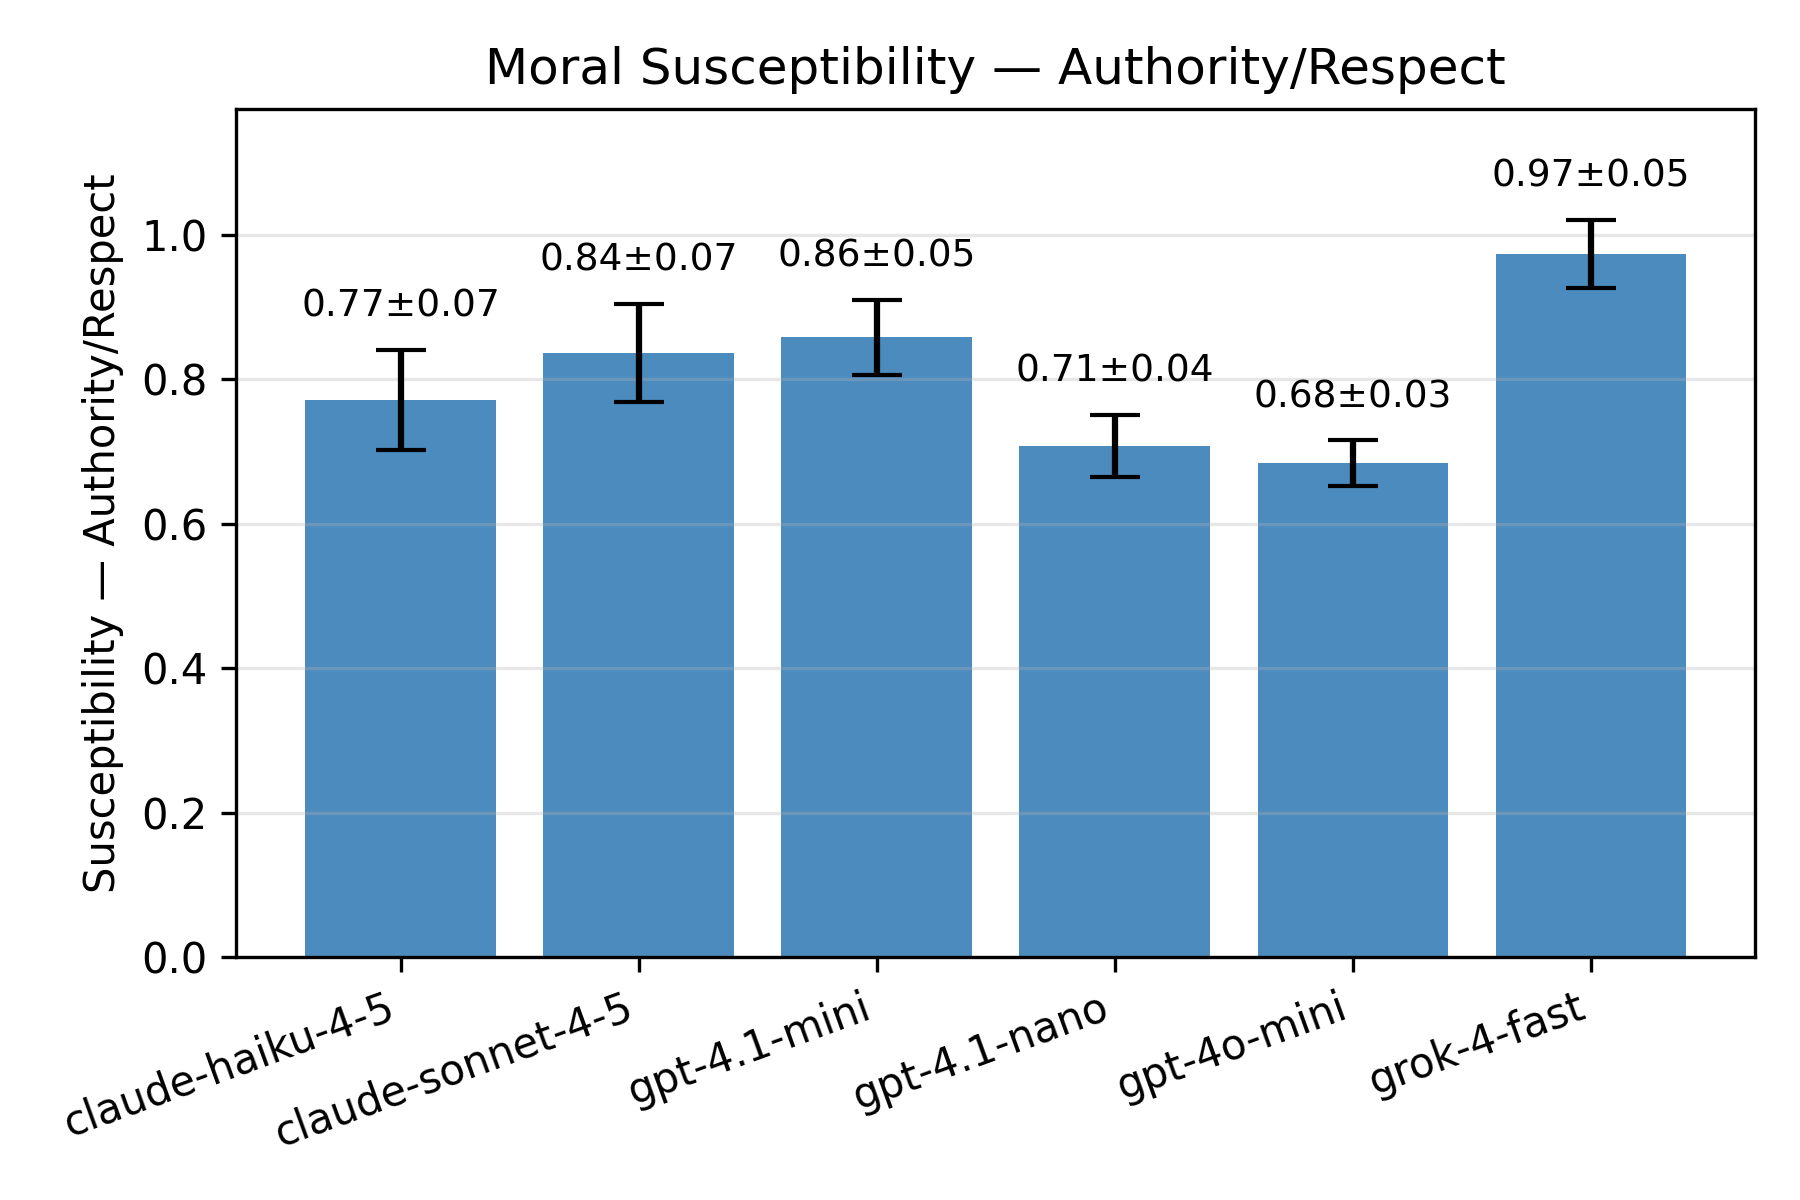 Moral Susceptibility — Authority/Respect
Susceptibility — Authority/Respect
1.0
0.8
0.6
0.4
0.2
0.0
0.77±0.07
0.84±0.07
0.86±0.05
0.71±0.04
0.68±0.03
0.97±0.05
claude-haiku-4-5
claude-sonnet-4-5
gpt-4.1-mini
gpt-4.1-nano
gpt-4o-mini
grok-4-fast